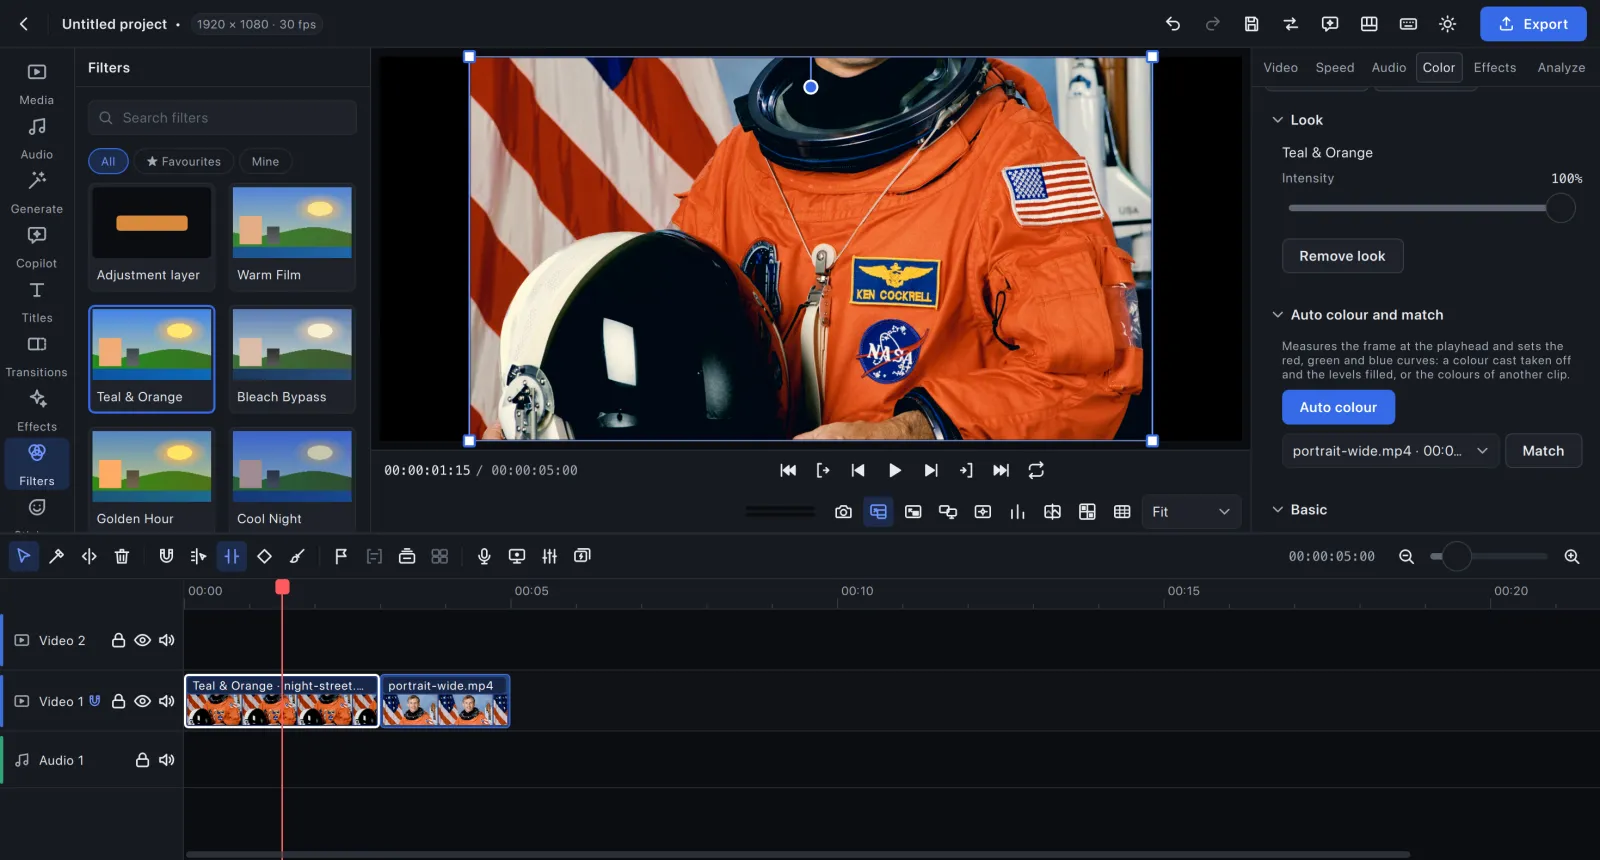 Untitled project •
1920 × 1080 · 30 fps
Export
Media
Audio
Generate
Copilot
Titles
Transitions
Effects
Filters
Filters
Search filters
All
Favourites
Mine
Adjustment layer
Warm Film
Teal & Orange
Bleach Bypass
Golden Hour
Cool Night
USA
KEN COCKRELL
NASA
00:00:01:15 / 00:00:05:00
Fit
Video
Speed
Audio
Color
Effects
Analyze
Look
Teal & Orange
Intensity
100%
Remove look
Auto colour and match
Measures the frame at the playhead and sets the
red, green and blue curves: a colour cast taken off
and the levels filled, or the colours of another clip.
Auto colour
portrait-wide.mp4 · 00:0...
Match
Basic
00:00:05:00
00:00
00:05
00:10
00:15
00:20
Video 2
Video 1
Teal & Orange · night-street....
portrait-wide.mp4
Audio 1